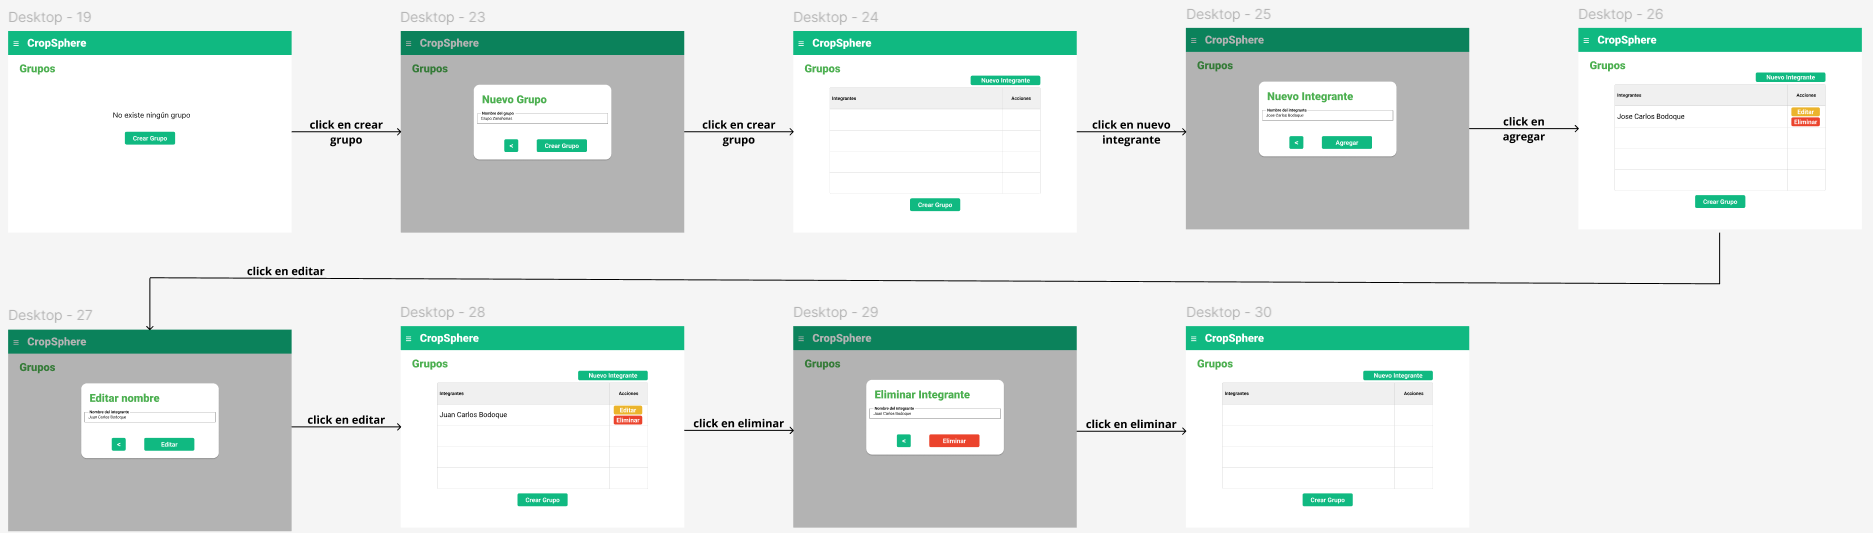 Desktop - 19
CropSphere
Grupos
No existe ningún grupo
Crear Grupo
click en crear
grupo
Desktop - 23
CropSphere
Grupos
Nuevo Grupo
Nombre del grupo
Crear Grupo
<
click en crear
grupo
Desktop - 24
CropSphere
Grupos
Nuevo Integrante
Integrantes
Acciones
Crear Grupo
click en nuevo
integrante
Desktop - 25
CropSphere
Grupos
Nuevo Integrante
Nombre del integrante
Jose Carlos Bodoque
<
Agregar
click en
agregar
Desktop - 26
CropSphere
Grupos
Nuevo Integrante
Integrantes
Acciones
Jose Carlos Bodoque
Editar
Eliminar
Crear Grupo
click en editar
Desktop - 27
CropSphere
Grupos
Editar nombre
Nombre del integrante
Juan Carlos Bodoque
<
Editar
click en editar
Desktop - 28
CropSphere
Grupos
Nuevo Integrante
Integrantes
Acciones
Juan Carlos Bodoque
Editar
Eliminar
Crear Grupo
click en eliminar
Desktop - 29
CropSphere
Grupos
Eliminar Integrante
Nombre del integrante
Juan Carlos Bodoque
<
Eliminar
click en eliminar
Desktop - 30
CropSphere
Grupos
Nuevo Integrante
Integrantes
Acciones
Crear Grupo